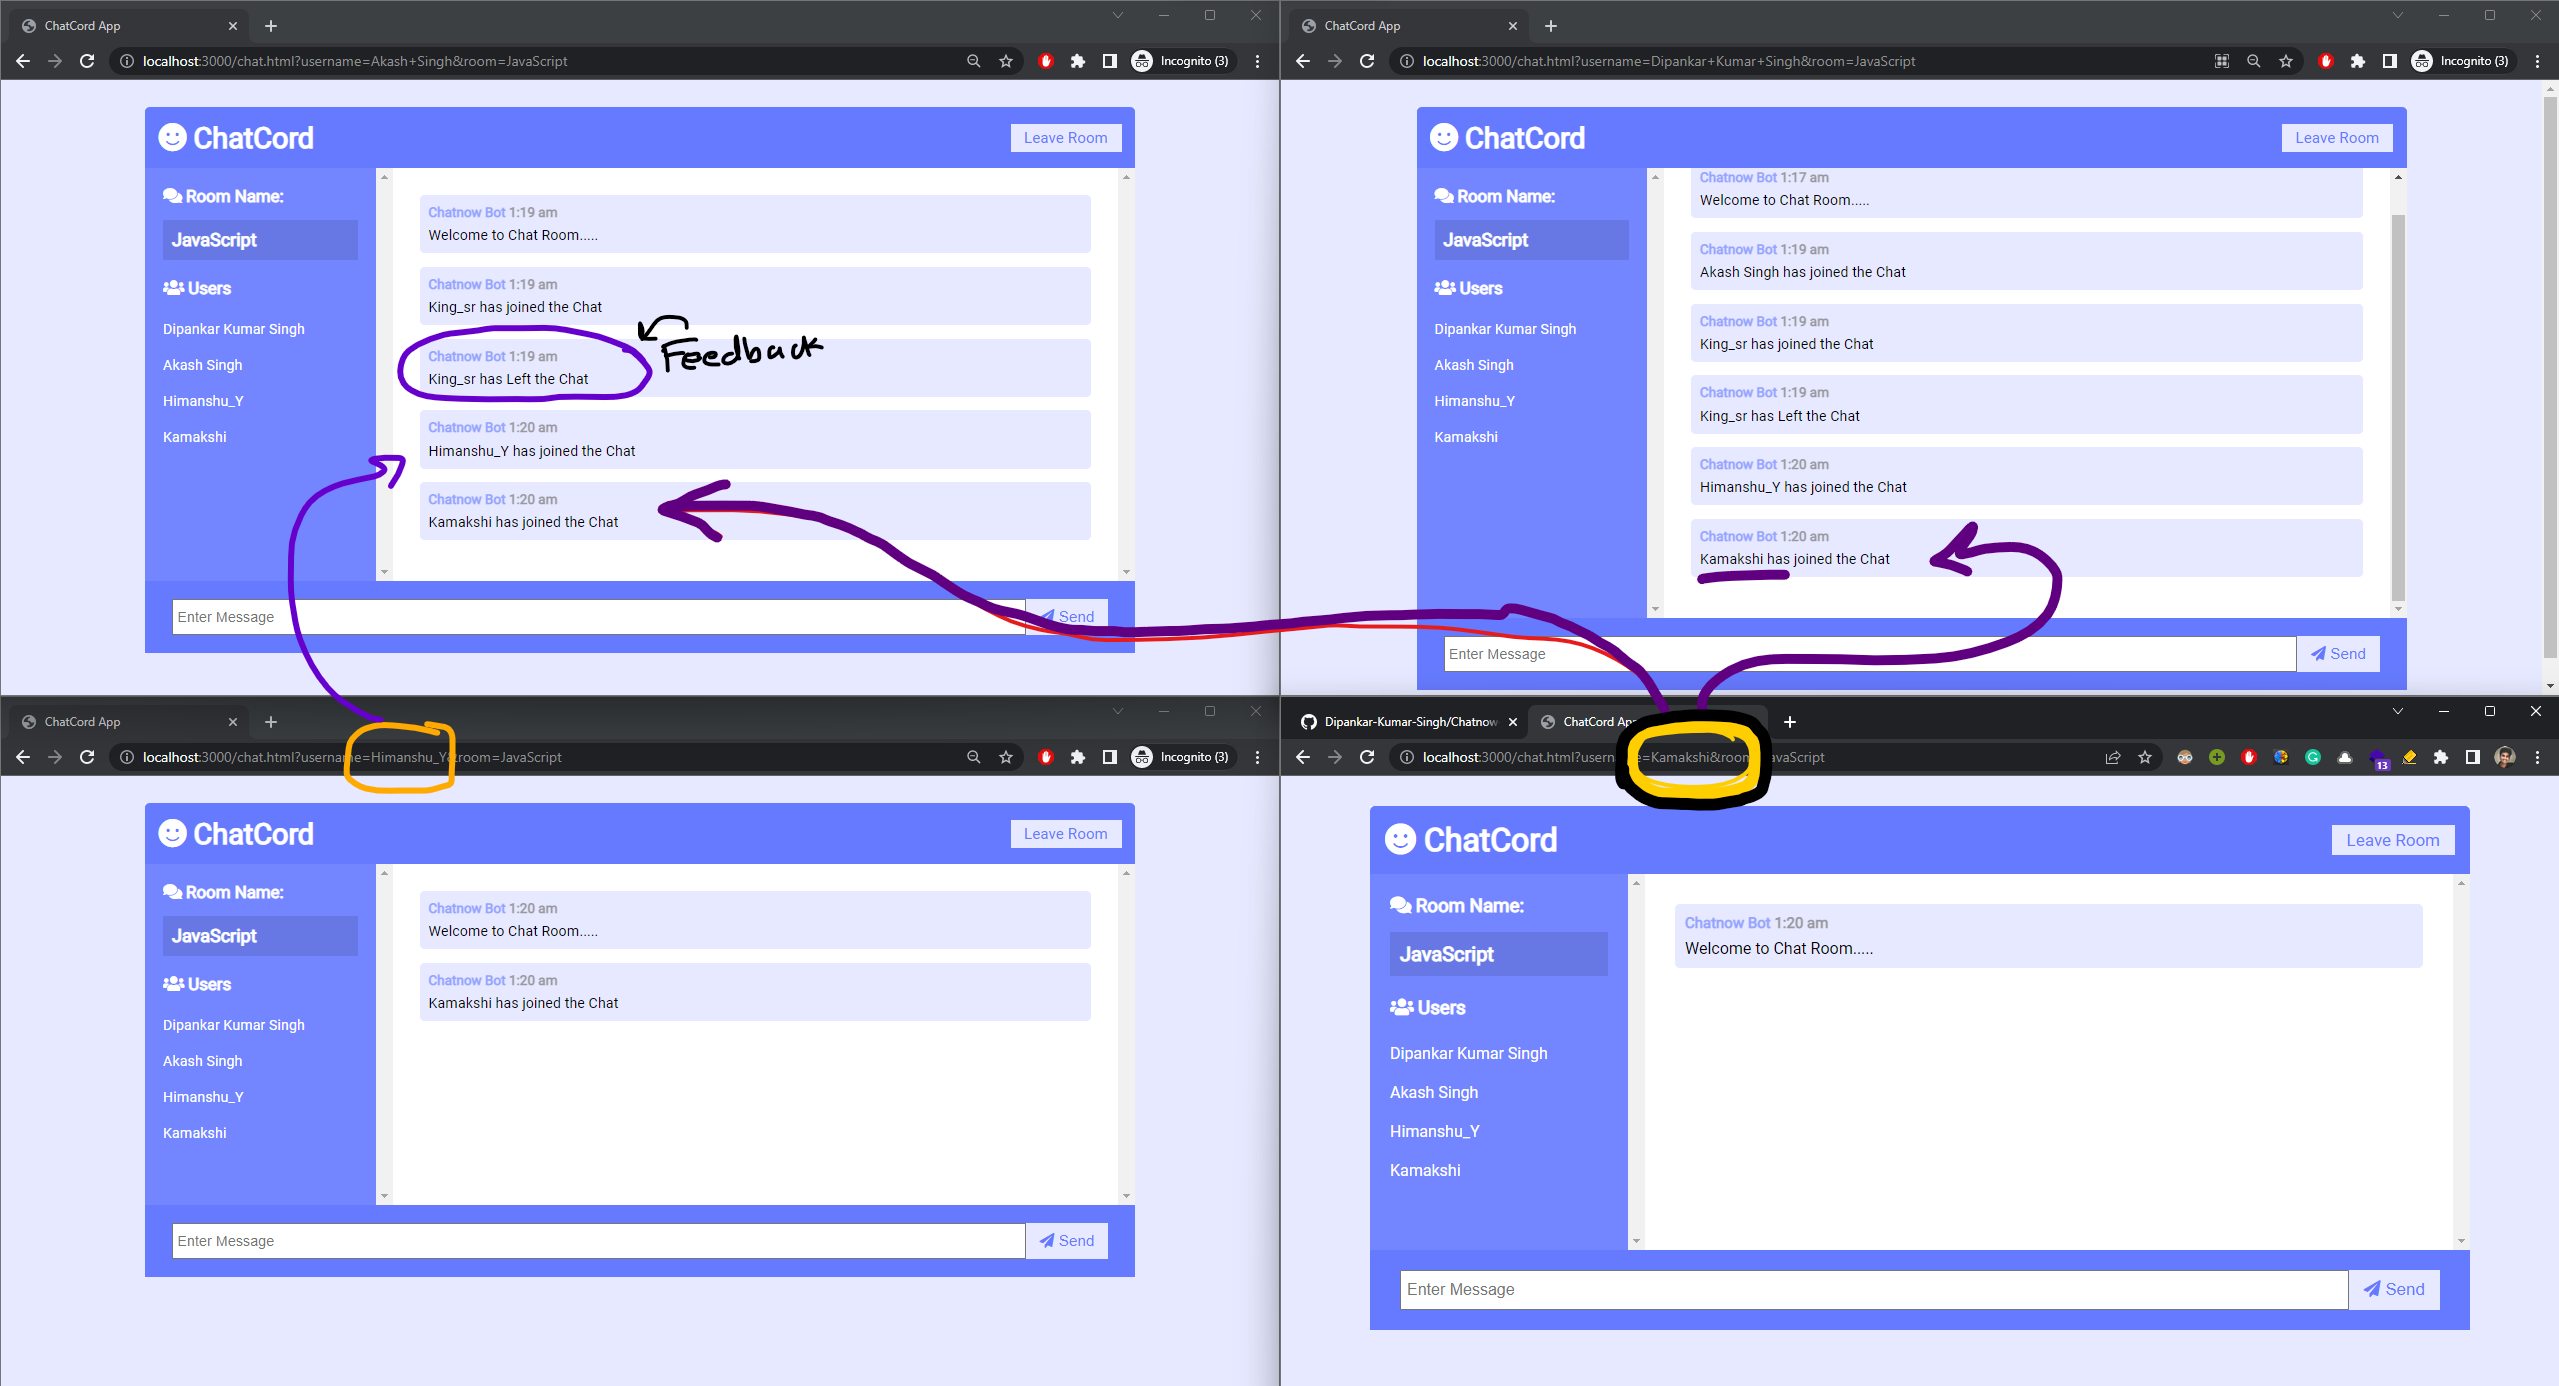 ChatCord App
localhost:3000/chat.html?username=Akash+Singh&room=JavaScript
Incognito (3)
ChatCord
Leave Room
Room Name:
JavaScript
Users
Dipankar Kumar Singh
Akash Singh
Himanshu_Y
Kamakshi
Chatnow Bot 1:19 am
Welcome to Chat Room.....
Chatnow Bot 1:19 am
King_sr has joined the Chat
Chatnow Bot 1:19 am
King_sr has Left the Chat
Feedback
Chatnow Bot 1:20 am
Himanshu_Y has joined the Chat
Chatnow Bot 1:20 am
Kamakshi has joined the Chat
Enter Message
Send
ChatCord App
localhost:3000/chat.html?username=Dipankar+Kumar+Singh&room=JavaScript
Incognito (3)
ChatCord
Leave Room
Room Name:
JavaScript
Users
Dipankar Kumar Singh
Akash Singh
Himanshu_Y
Kamakshi
Chatnow Bot 1:17 am
Welcome to Chat Room.....
Chatnow Bot 1:19 am
Akash Singh has joined the Chat
Chatnow Bot 1:19 am
King_sr has joined the Chat
Chatnow Bot 1:19 am
King_sr has Left the Chat
Chatnow Bot 1:20 am
Himanshu_Y has joined the Chat
Chatnow Bot 1:20 am
Kamakshi has joined the Chat
Enter Message
Send
ChatCord App
localhost:3000/chat.html?username=Himanshu_Y&room=JavaScript
Incognito (3)
ChatCord
Leave Room
Room Name:
JavaScript
Users
Dipankar Kumar Singh
Akash Singh
Himanshu_Y
Kamakshi
Chatnow Bot 1:20 am
Welcome to Chat Room.....
Chatnow Bot 1:20 am
Kamakshi has joined the Chat
Enter Message
Send
Dipankar-Kumar-Singh/Chatnow
ChatCord App
localhost:3000/chat.html?username=Kamakshi&room=JavaScript
13
ChatCord
Leave Room
Room Name:
JavaScript
Users
Dipankar Kumar Singh
Akash Singh
Himanshu_Y
Kamakshi
Chatnow Bot 1:20 am
Welcome to Chat Room.....
Enter Message
Send